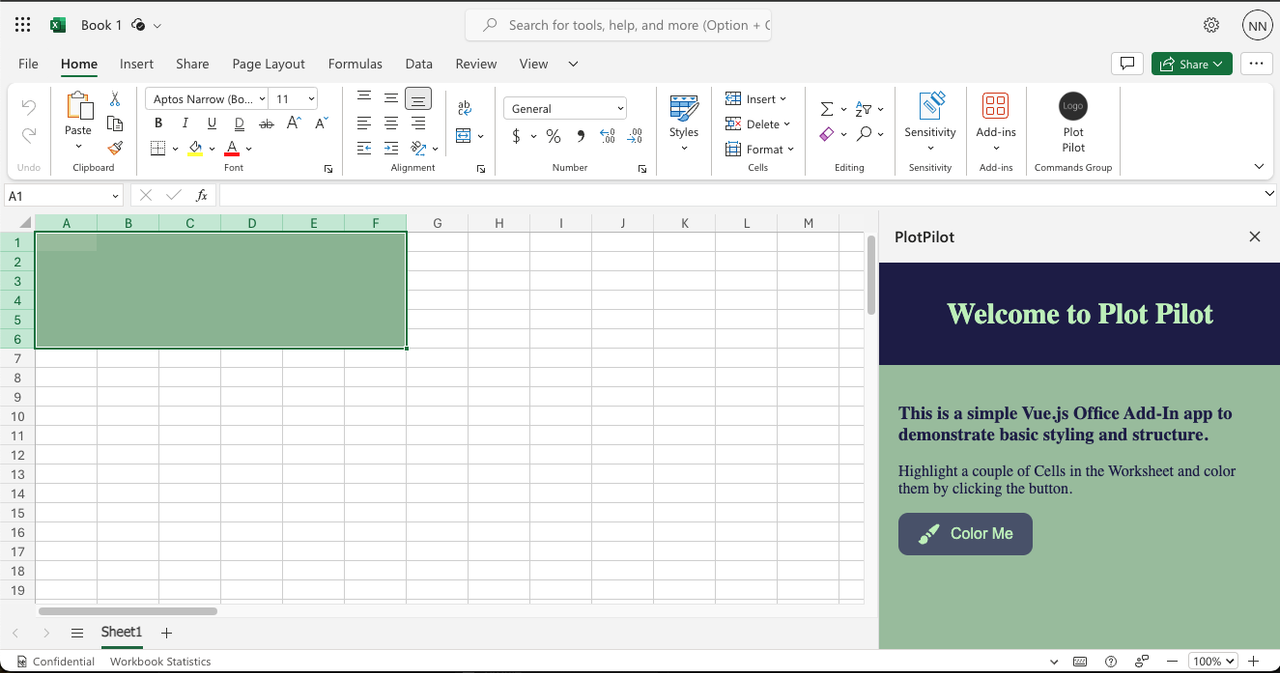 Book 1
Search for tools, help, and more (Option + Q
NN
File Home Insert Share Page Layout Formulas Data Review View
Share
Undo
Paste
Clipboard
Aptos Narrow (Bo... 11
B I U D ab A A
A
Font
ab
Alignment
General
$ % 9 .00 .00
Number
Styles
Insert
Delete
Format
Cells
Editing
Sensitivity
Sensitivity
Add-ins
Add-ins
Logo
Plot
Pilot
Commands Group
A1
fx
A B C D E F G H I J K L M
1
2
3
4
5
6
7
8
9
10
11
12
13
14
15
16
17
18
19
PlotPilot
Welcome to Plot Pilot
This is a simple Vue.js Office Add-In app to
demonstrate basic styling and structure.
Highlight a couple of Cells in the Worksheet and color
them by clicking the button.
Color Me
Sheet1
Confidential Workbook Statistics
100%